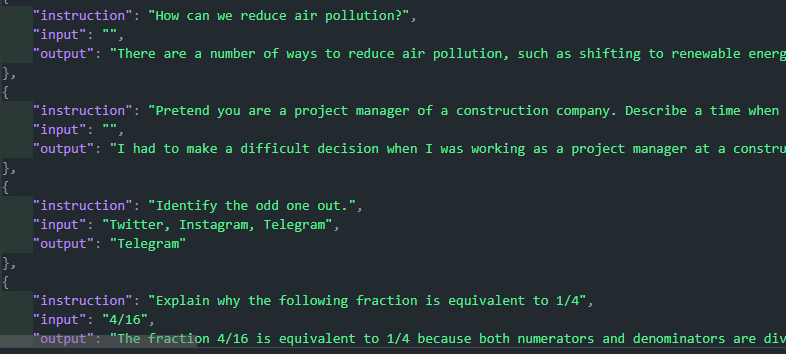 {
"instruction": "How can we reduce air pollution?",
"input": "",
"output": "There are a number of ways to reduce air pollution, such as shifting to renewable energ
},
{
"instruction": "Pretend you are a project manager of a construction company. Describe a time when
"input": "",
"output": "I had to make a difficult decision when I was working as a project manager at a constru
},
{
"instruction": "Identify the odd one out.",
"input": "Twitter, Instagram, Telegram",
"output": "Telegram"
},
{
"instruction": "Explain why the following fraction is equivalent to 1/4",
"input": "4/16",
"output": "The fraction 4/16 is equivalent to 1/4 because both numerators and denominators are div